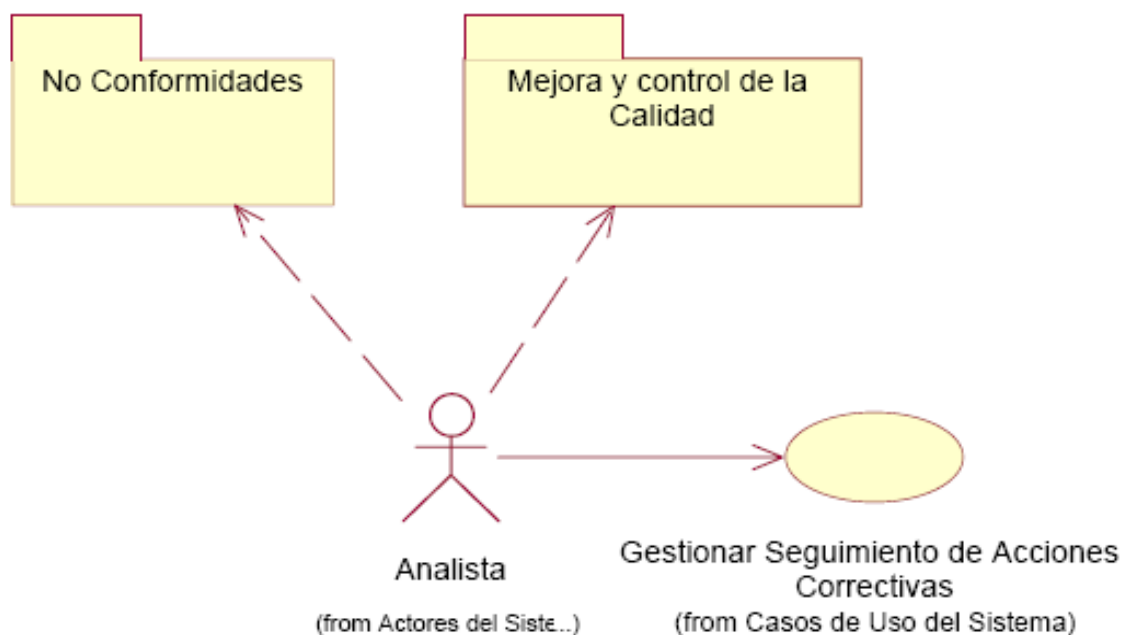 No Conformidades
Mejora y control de la
Calidad
Analista
(from Actores del Siste...)
Gestionar Seguimiento de Acciones
Correctivas
(from Casos de Uso del Sistema)